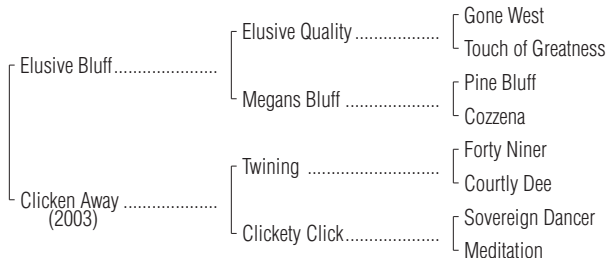 Gone West
Elusive Quality ...................
Touch of Greatness
Elusive Bluff.......................
Pine Bluff
Megans Bluff .....................
Cozzena
Forty Niner
Twining ............................
Courtly Dee
Clicken Away .....................
(2003)
Sovereign Dancer
Clickety Click.....................
Meditation